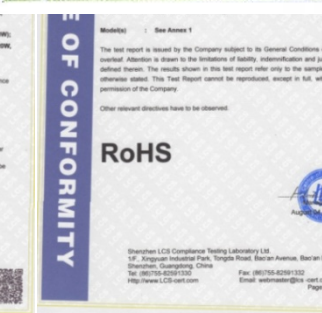 W);
OF CONFORMITY
Model(s) : See Annex 1
The test report is issued by the Company subject to its General Conditions
overleaf. Attention is drawn to the limitations of liability, indemnification and
defined therein. The results shown in this test report refer only to the
otherwise stated. This Test Report cannot be reproduced, except in full,
permission of the Company.
Other relevant directives have to be observed.
RoHS
August
Shenzhen LCS Compliance Testing Laboratory Ltd.
1/F., Xingyuan Industrial Park, Tongda Road, Bao'an Avenue, Bao'an
Shenzhen, Guangdong, China
Tel: (86)755-82591330 Fax: (86)755-82591332
Http://www.LCS-cert.com Email: webmaster@lcs-cert.c
Page